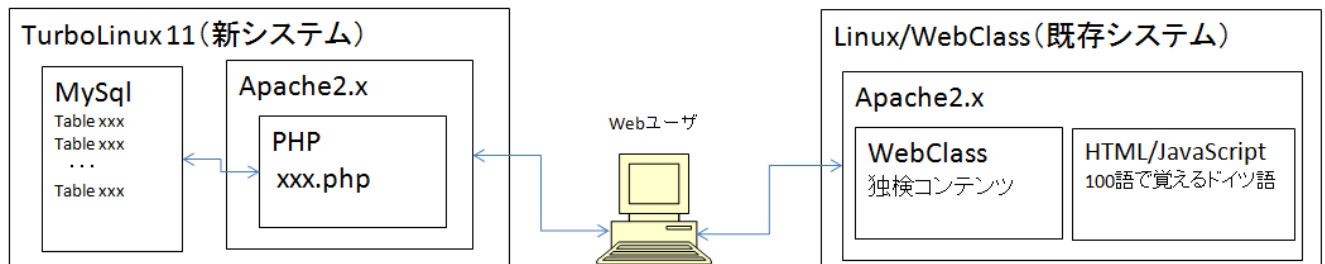 TurboLinux 11(新システム)
MySql
Table xxx
Table xxx
・・・
Table xxx
Apache2.x
PHP
xxx.php
Webユーザ
Linux/WebClass(既存システム)
Apache2.x
WebClass
独検コンテンツ
HTML/JavaScript
100語で覚えるドイツ語